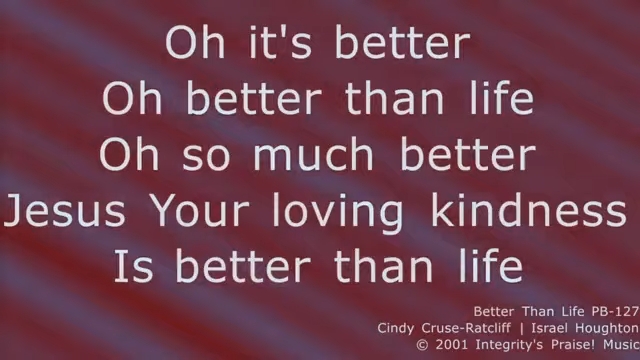 Oh it's better
Oh better than life
Oh so much better
Jesus Your loving kindness
Is better than life
Better Than Life PB-127
Cindy Cruse-Ratcliff | Israel Houghton
© 2001 Integrity's Praise! Music